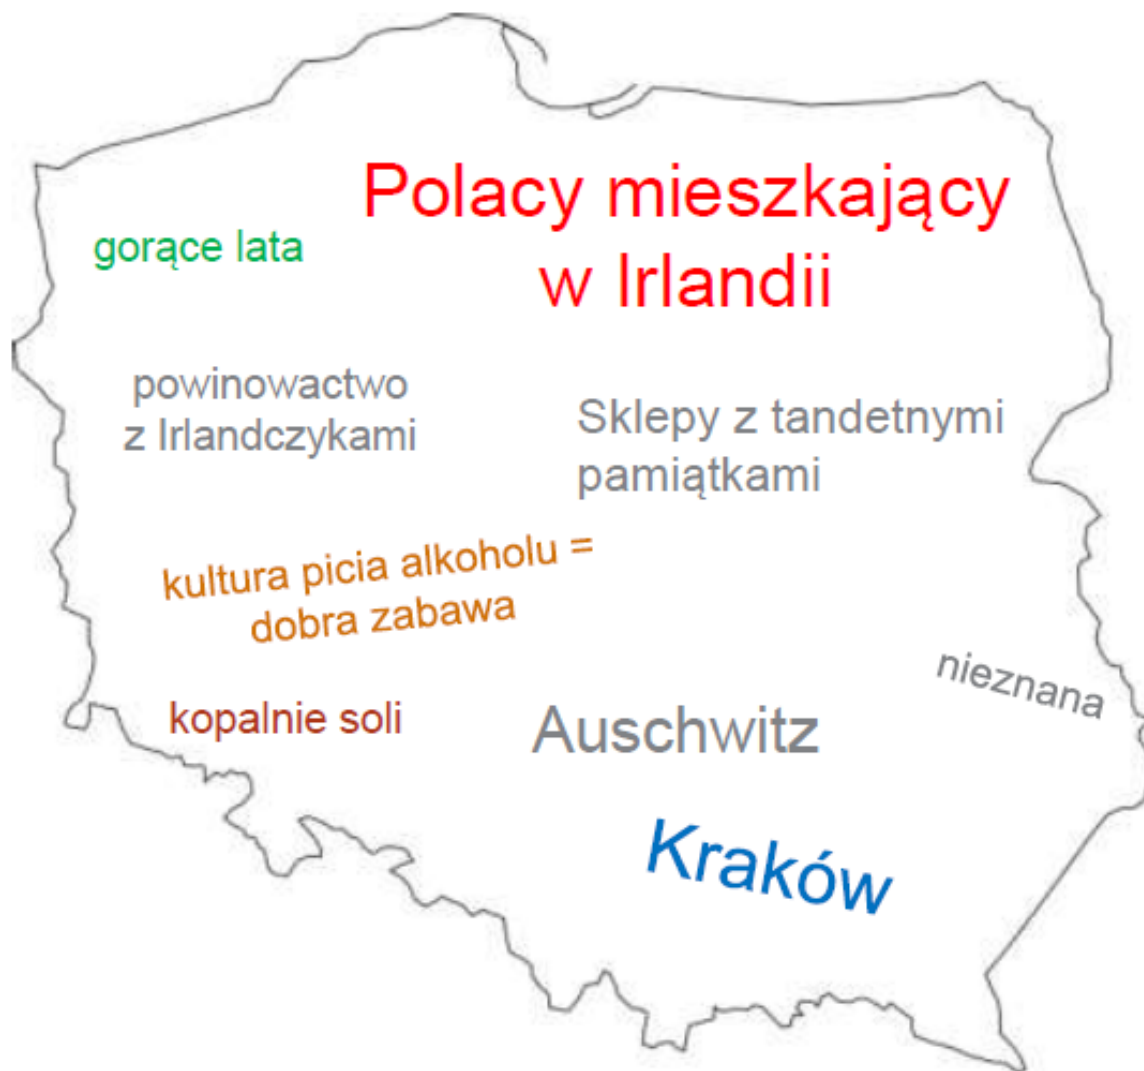 Polacy mieszkający
w Irlandii
gorące lata
powinowactwo
z Irlandczykami
Sklepy z tandetnymi
pamiątkami
kultura picia alkoholu =
dobra zabawa
nieznana
kopalnie soli
Auschwitz
Kraków